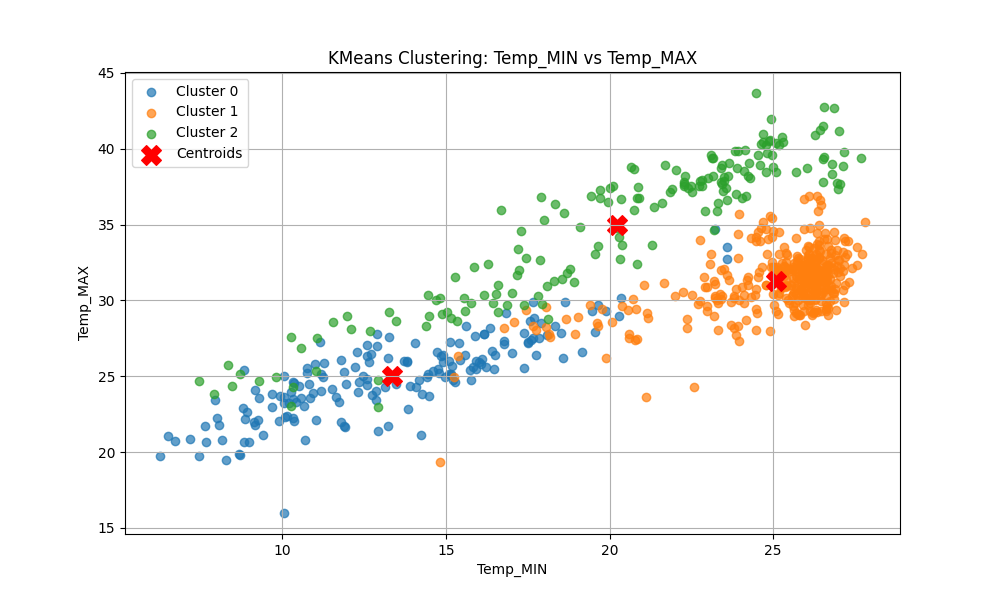 KMeans Clustering: Temp_MIN vs Temp_MAX
Cluster 0
Cluster 1
Cluster 2
Centroids
Temp_MAX
45
40
35
30
25
20
15
10
15
20
25
Temp_MIN